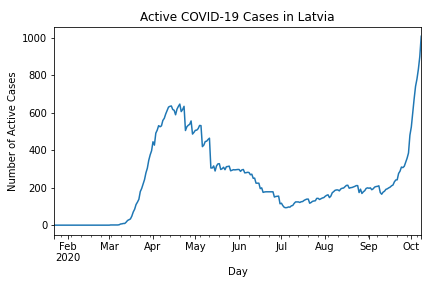 Active COVID-19 Cases in Latvia
Number of Active Cases
1000
800
600
400
200
0
Feb Mar Apr May Jun Jul Aug Sep Oct
2020
Day